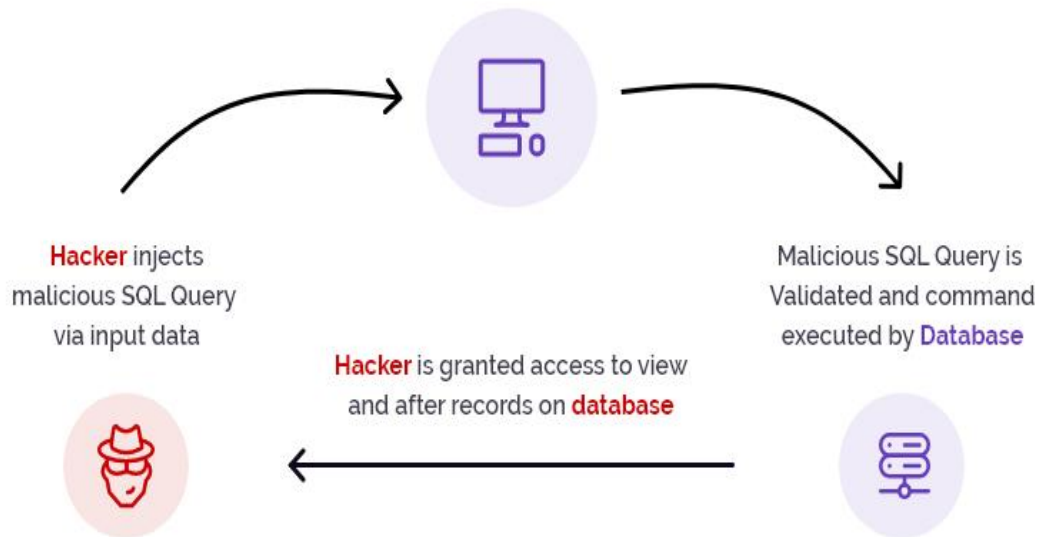 Hacker injects
malicious SQL Query
via input data
Malicious SQL Query is
Validated and command
executed by Database
Hacker is granted access to view
and after records on database